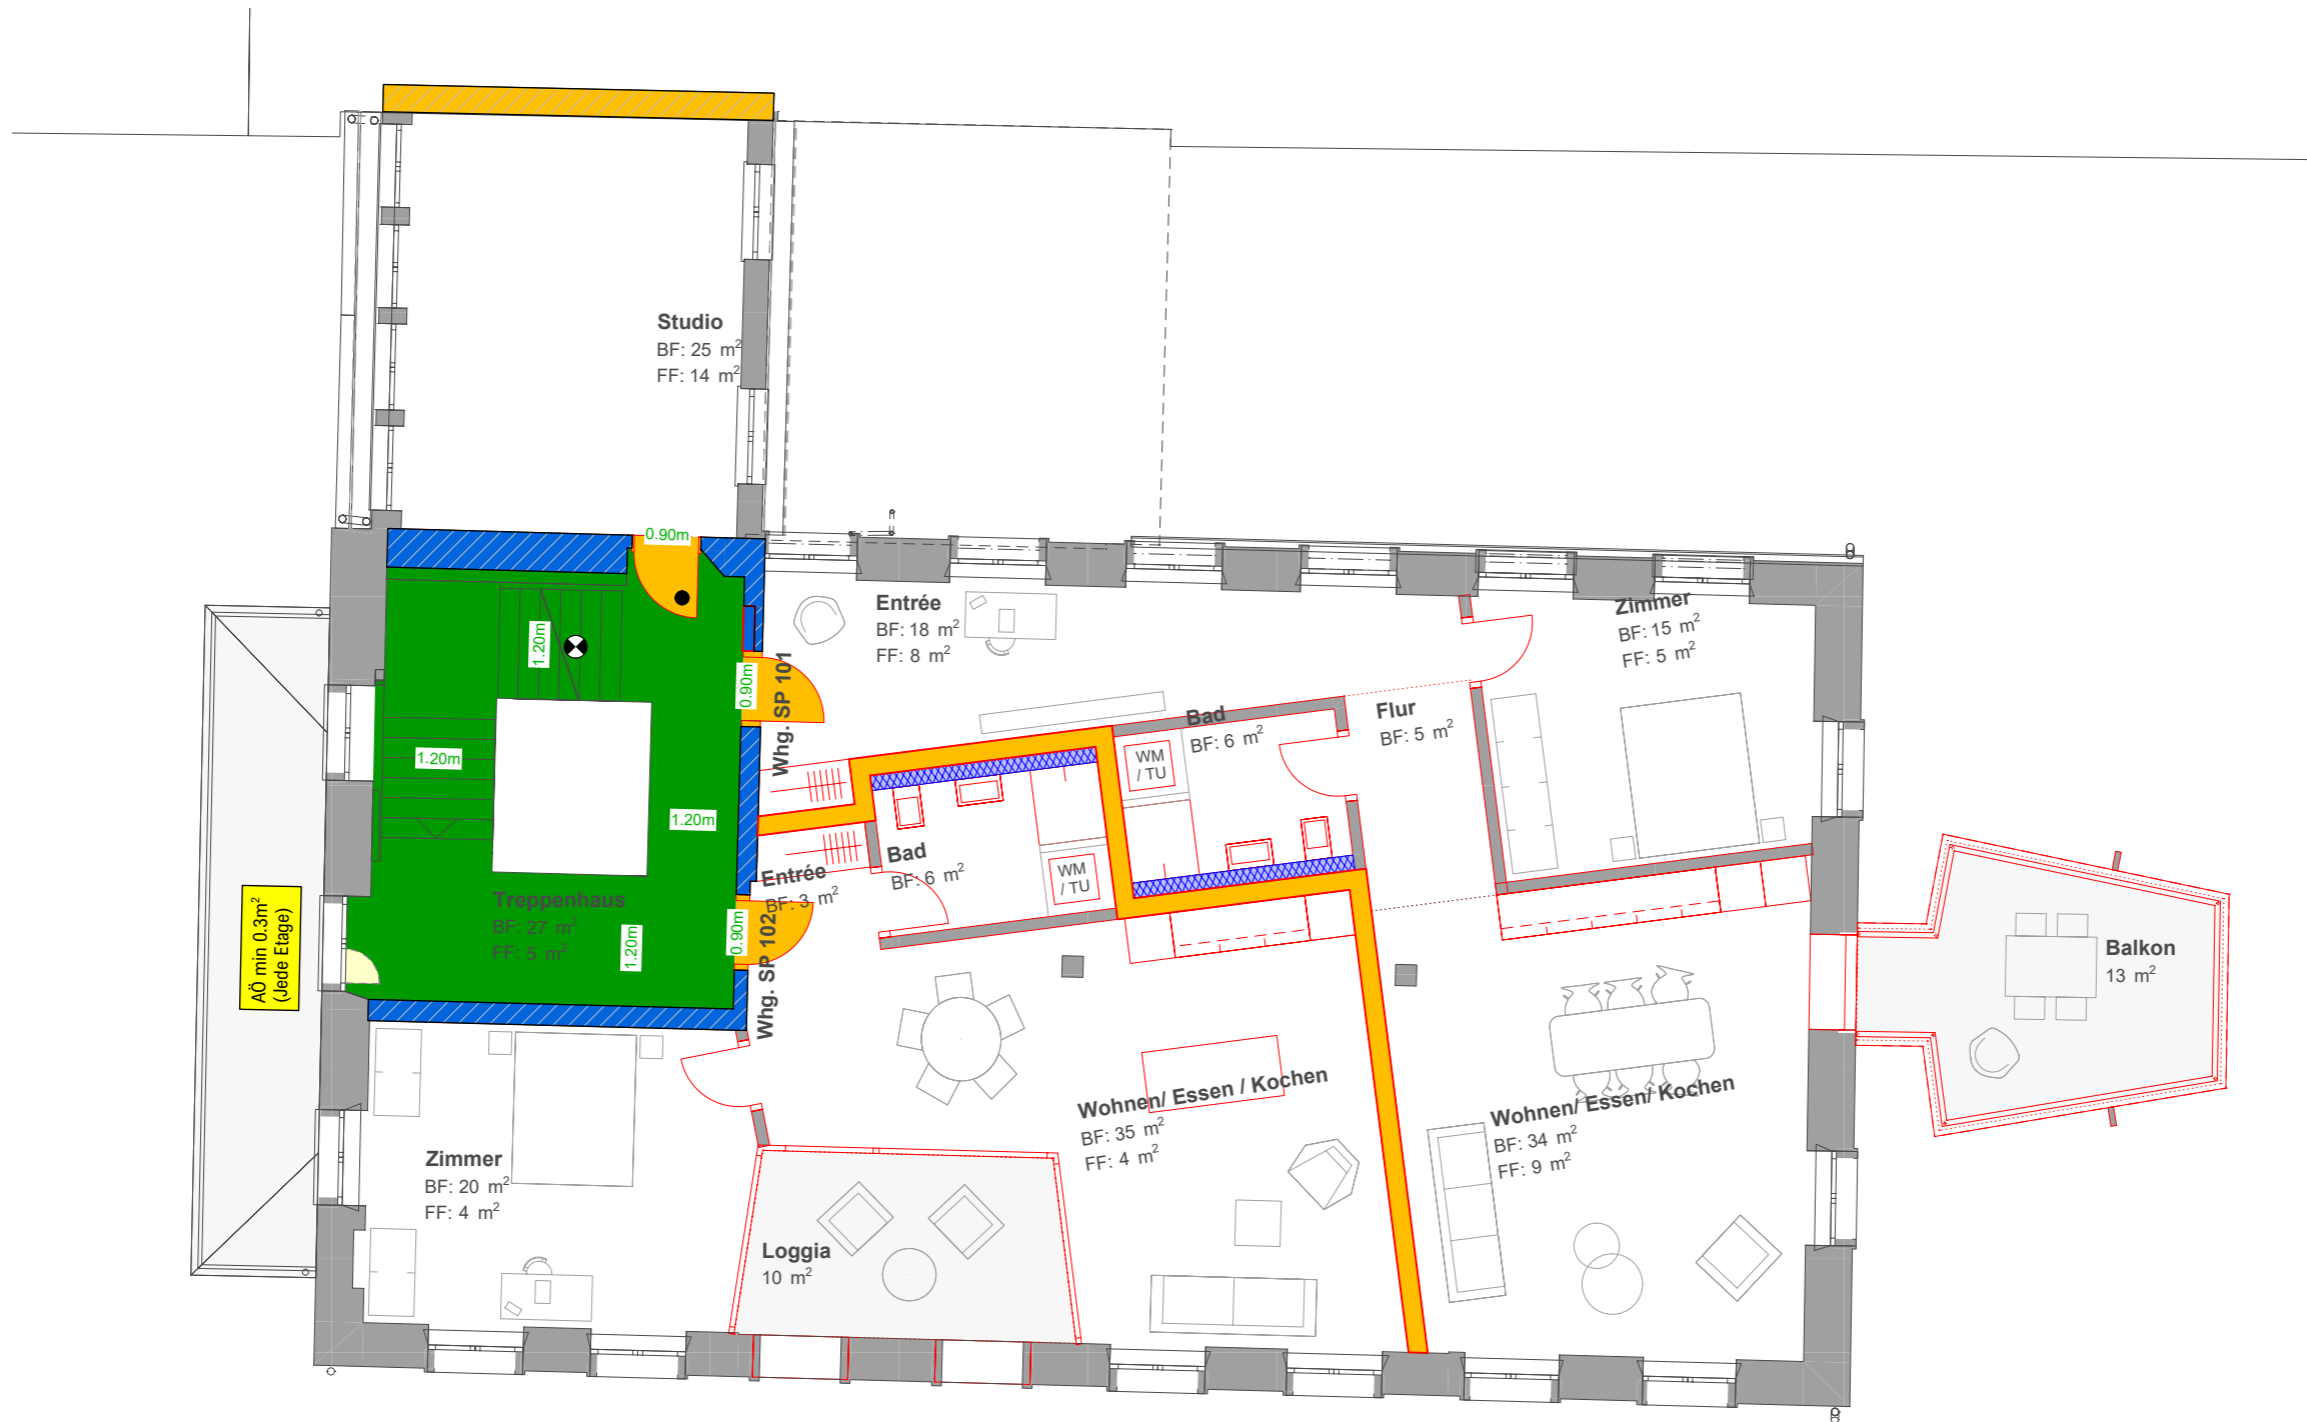 Studio
BF: 25 m²
FF: 14 m²
0.90m
Entrée
BF: 18 m²
FF: 8 m²
Zimmer
BF: 15 m²
FF: 5 m²
1.20m
0.90m
Whg. SP 101
Bad
BF: 6 m²
Flur
BF: 5 m²
WM
/ TU
1.20m
1.20m
Bad
BF: 6 m²
WM
/ TU
Entrée
BF: 3 m²
Treppenhaus
BF: 27 m²
FF: 5 m²
1.20m
0.90m
Whg. SP 102
AÖ min 0.3m²
(Jede Etage)
Balkon
13 m²
Wohnen/ Essen / Kochen
BF: 35 m²
FF: 4 m²
Wohnen/ Essen/ Kochen
BF: 34 m²
FF: 9 m²
Zimmer
BF: 20 m²
FF: 4 m²
Loggia
10 m²